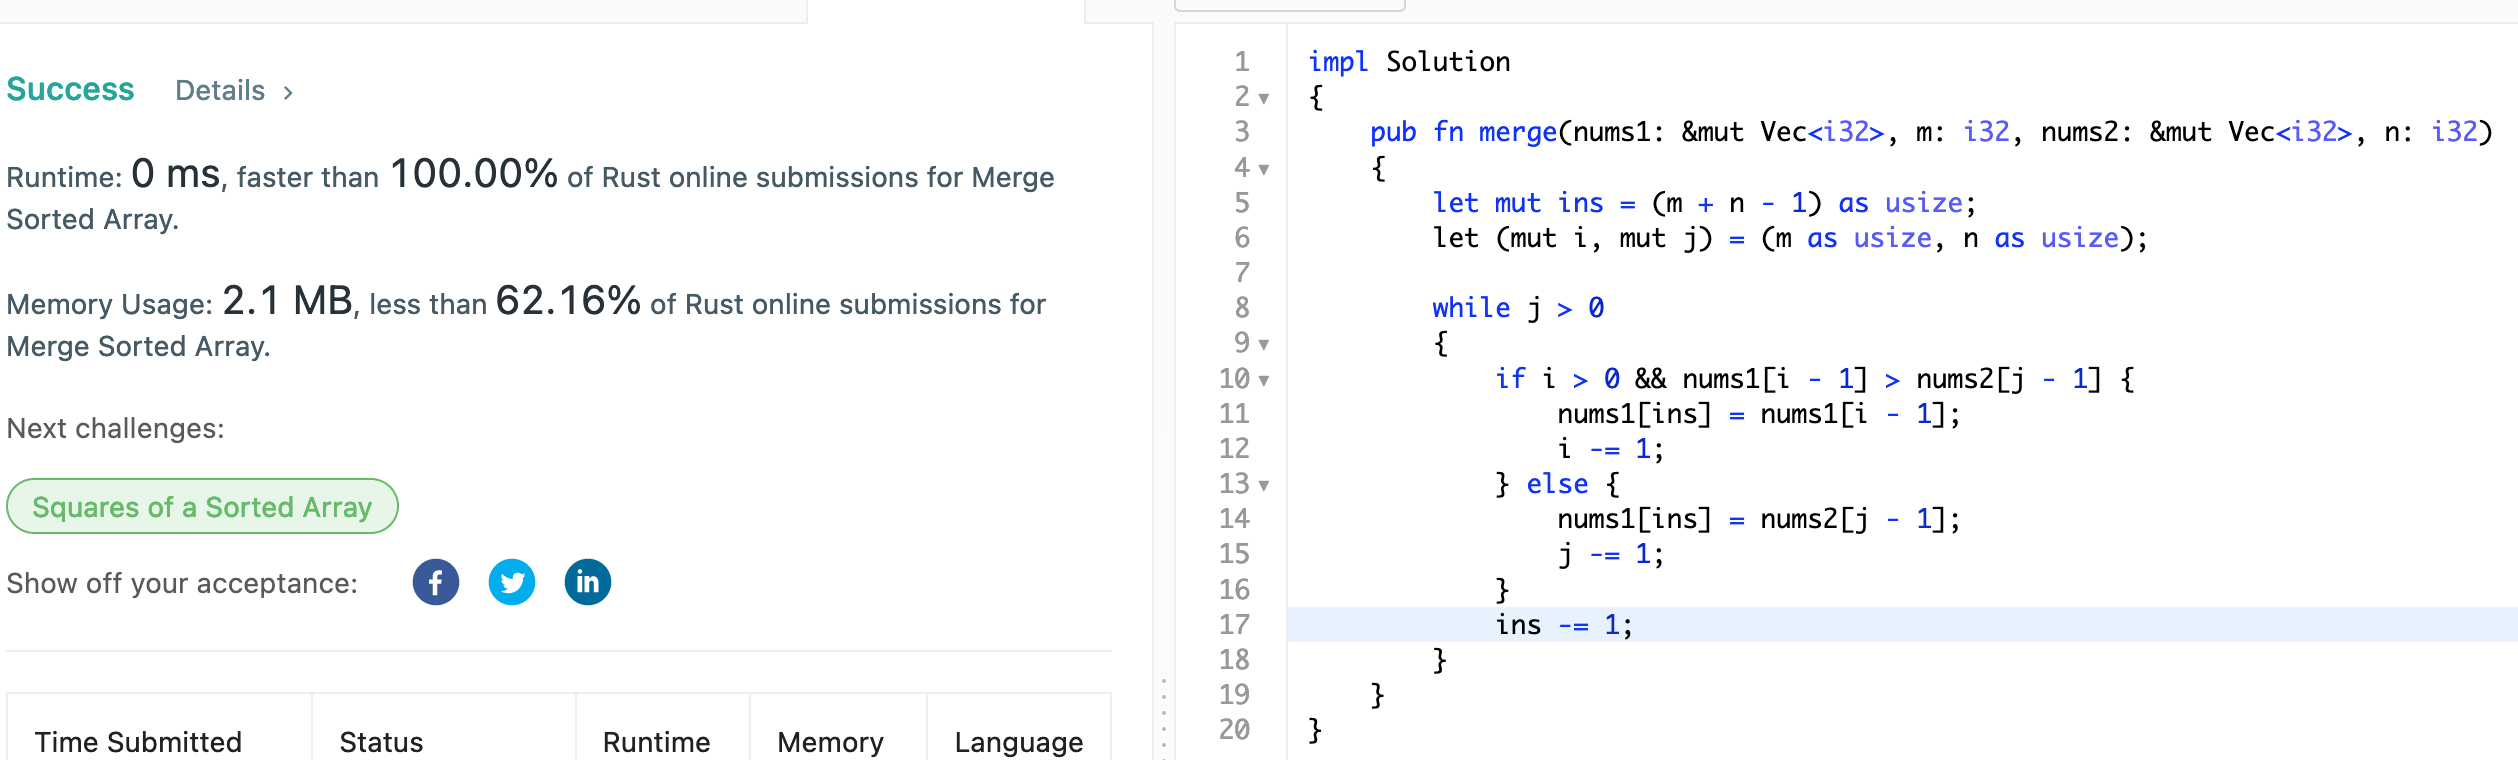 Success Details >
Runtime: 0 ms, faster than 100.00% of Rust online submissions for Merge
Sorted Array.
Memory Usage: 2.1 MB, less than 62.16% of Rust online submissions for
Merge Sorted Array.
Next challenges:
Squares of a Sorted Array
Show off your acceptance: f in
Time Submitted Status Runtime Memory Language
1 impl Solution
2 {
3     pub fn merge(nums1: &mut Vec<i32>, m: i32, nums2: &mut Vec<i32>, n: i32)
4     {
5         let mut ins = (m + n - 1) as usize;
6         let (mut i, mut j) = (m as usize, n as usize);
7
8         while j > 0
9         {
10             if i > 0 && nums1[i - 1] > nums2[j - 1] {
11                 nums1[ins] = nums1[i - 1];
12                 i -= 1;
13             } else {
14                 nums1[ins] = nums2[j - 1];
15                 j -= 1;
16             }
17             ins -= 1;
18         }
19     }
20 }